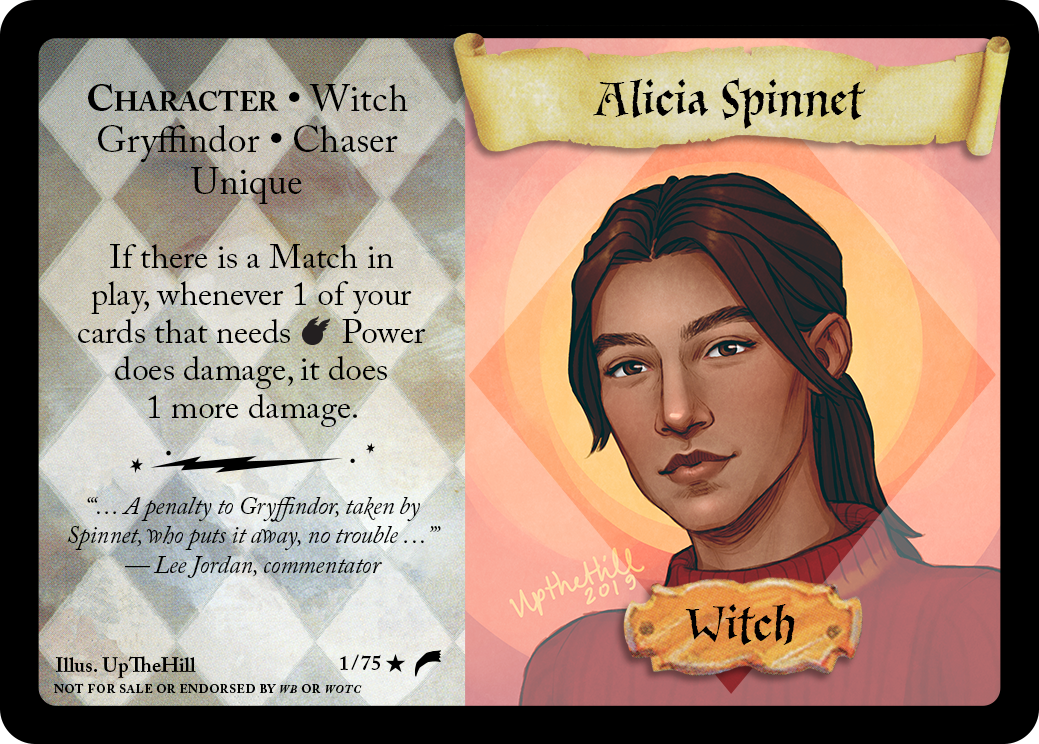 CHARACTER • Witch
Gryffindor • Chaser
Unique
If there is a Match in
play, whenever 1 of your
cards that needs Power
does damage, it does
1 more damage.
“‘… A penalty to Gryffindor, taken by
Spinnet, who puts it away, no trouble …’”
— Lee Jordan, commentator
Illus. UpTheHill
1/75 ★
NOT FOR SALE OR ENDORSED BY WB OR WOTC
Alicia Spinnet
UptheHill
2019
Witch